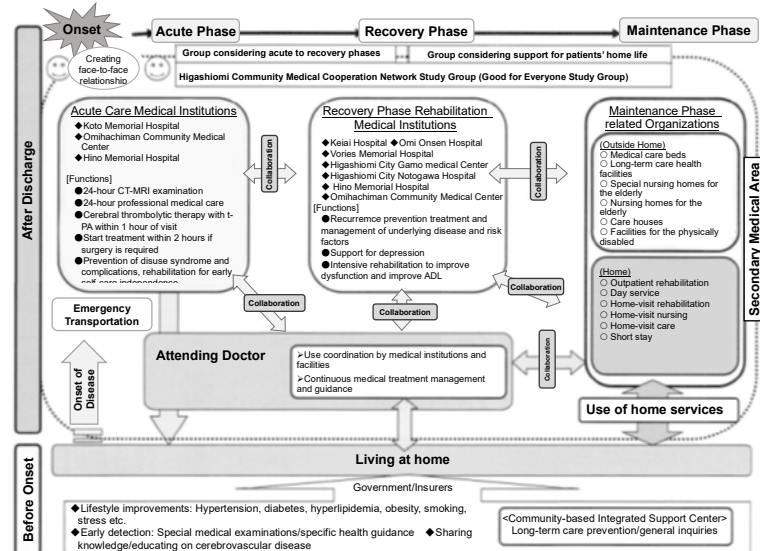 Onset
Acute Phase
Recovery Phase
Maintenance Phase
Creating
face-to-face
relationship
Group considering acute to recovery phases
Group considering support for patients' home life
Higashiomi Community Medical Cooperation Network Study Group (Good for Everyone Study Group)
After Discharge
Secondary Medical Area
Acute Care Medical Institutions
◆Koto Memorial Hospital
◆Omihachiman Community Medical
Center
◆Hino Memorial Hospital
[Functions]
●24-hour CT-MRI examination
●24-hour professional medical care
●Cerebral thrombolytic therapy with t-
PA within 1 hour of visit
●Start treatment within 2 hours if
surgery is required
●Prevention of disuse syndrome and
complications, rehabilitation for early
self-care independence
Collaboration
Recovery Phase Rehabilitation
Medical Institutions
◆Keiai Hospital ◆Omi Onsen Hospital
◆Vories Memorial Hospital
◆Higashiomi City Gamo medical Center
◆Higashiomi City Notogawa Hospital
◆ Hino Memorial Hospital
◆Omihachiman Community Medical Center
[Functions]
●Recurremce prevention treatment and
management of underlying disease and risk
factors
●Support for depression
●Intensive rehabilitation to improve
dysfunction and improve ADL
Collaboration
Maintenance Phase
related Organizations
(Outside Home)
○ Medical care beds
○ Long-term care health
facilities
○ Special nursing homes for
the elderly
○ Nursing homes for the
elderly
○ Care houses
○ Facilities for the physically
disabled
(Home)
○ Outpatient rehabilitation
○ Day service
○ Home-visit rehabilitation
○ Home-visit nursing
○ Home-visit care
○ Short stay
Collaboration
Collaboration
Collaboration
Emergency
Transportation
Onset of
Disease
Attending Doctor
➢Use coordination by medical institutions and
facilities
➢Continuous medical treatment management
and guidance
Collaboration
Use of home services
Living at home
Before Onset
Government/Insurers
◆Lifestyle improvements: Hypertension, diabetes, hyperlipidemia, obesity, smoking,
stress etc.
◆Early detection: Special medical examinations/specific health guidance ◆Sharing
knowledge/educating on cerebrovascular disease
<Community-based Integrated Support Center>
Long-term care prevention/general inquiries